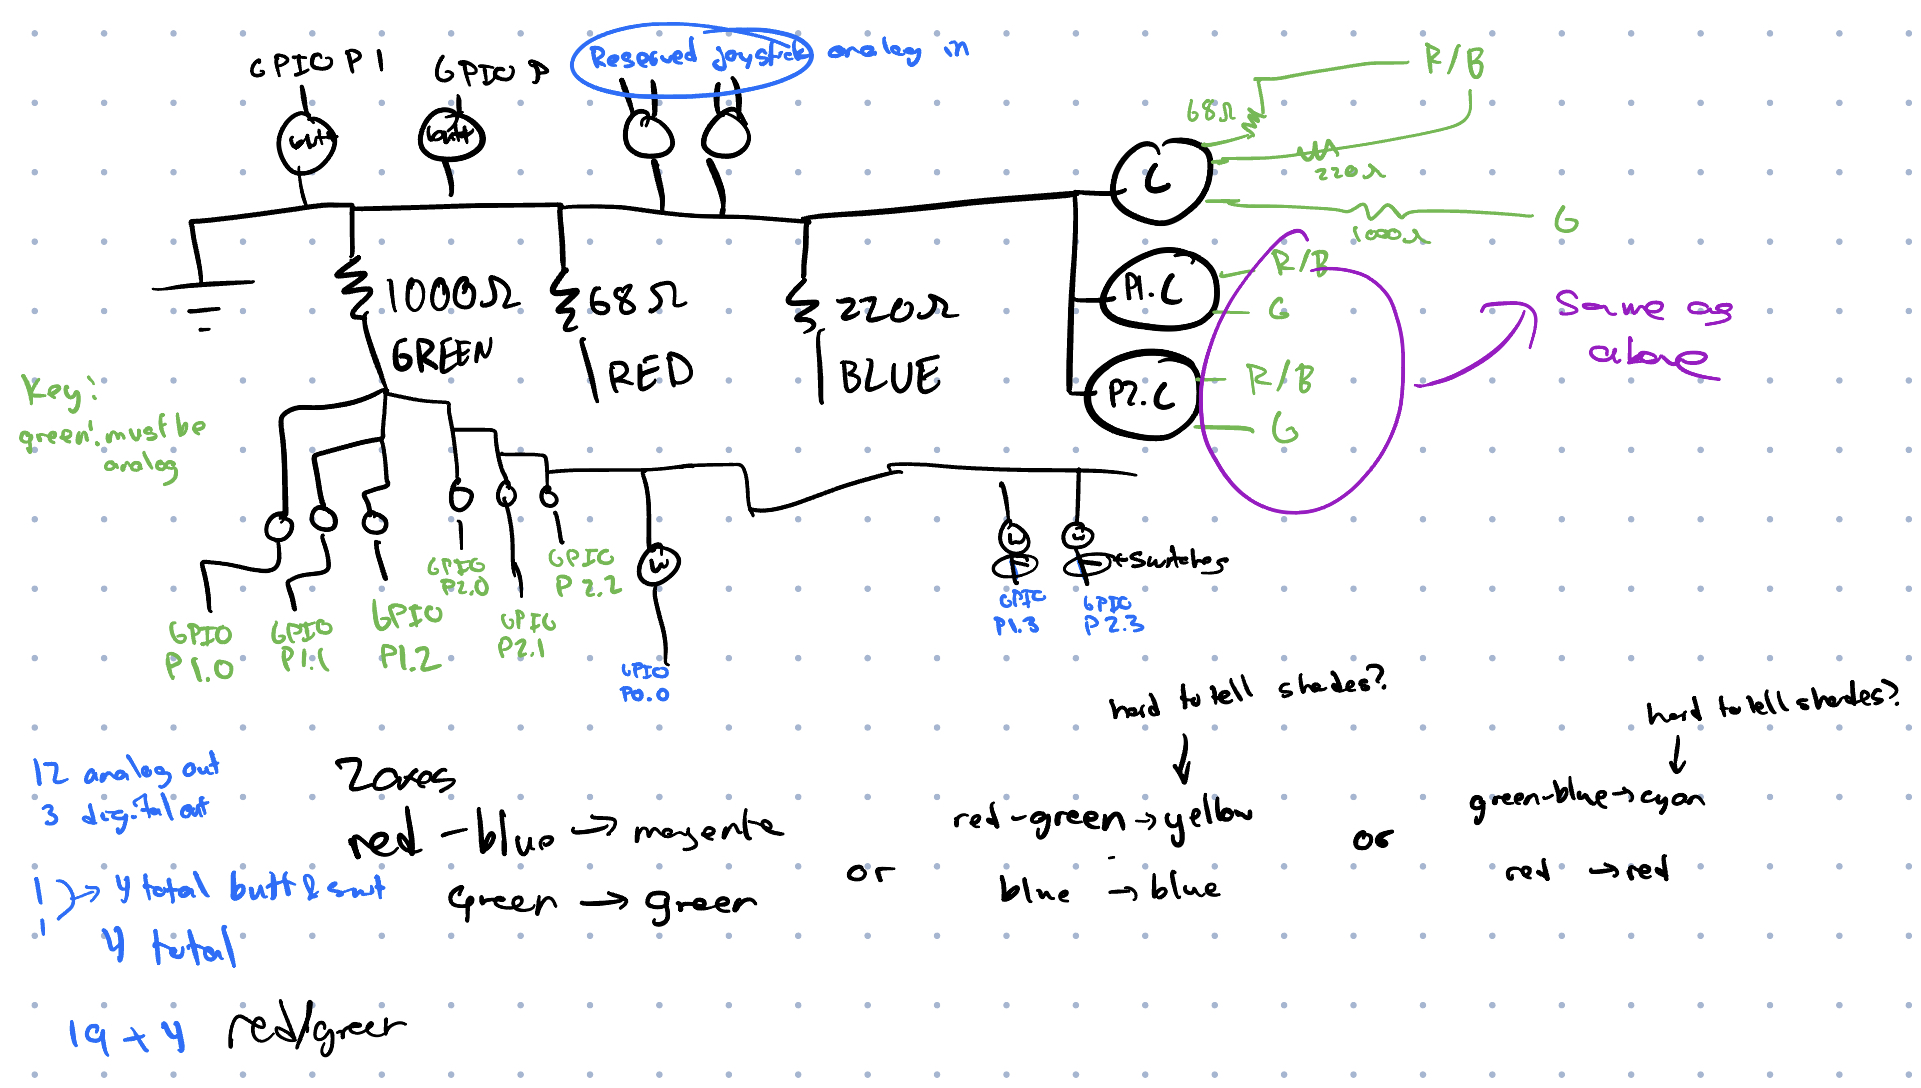 GPIO P1
GPIO P
Reserved joystick analog in
butt
butt
R/B
68Ω
C
220Ω
1000Ω
G
1000Ω
GREEN
68Ω
RED
220Ω
BLUE
P1.C
R/B
G
P2.C
R/B
G
Same as
above
Key:
green: must be
analog
GPIO
P1.0
GPIO
P1.1
GPIO
P1.2
GPIO
P2.0
GPIO
P2.1
GPIO
P2.2
W
GPIO
P0.0
W
W
←switches
GPIO
P1.3
GPIO
P2.3
12 analog out
3 digital out
1
1
→ 4 total butt & swit
4 total
19 + 4
red/green
2 axes
red - blue → magenta
green → green
or
hard to tell shades?
red-green → yellow
blue → blue
or
hard to tell shades?
green-blue → cyan
red → red